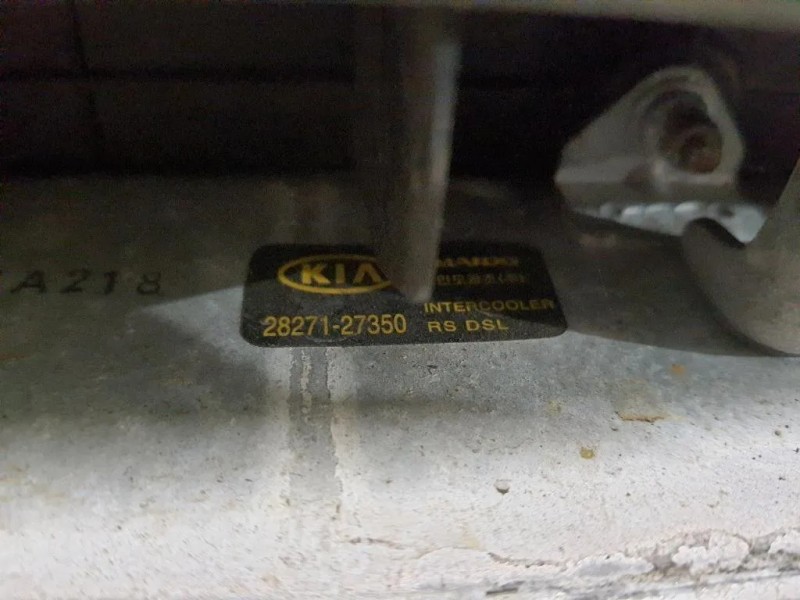 A218
KIA
28271-27350
INTERCOOLER
RS DSL